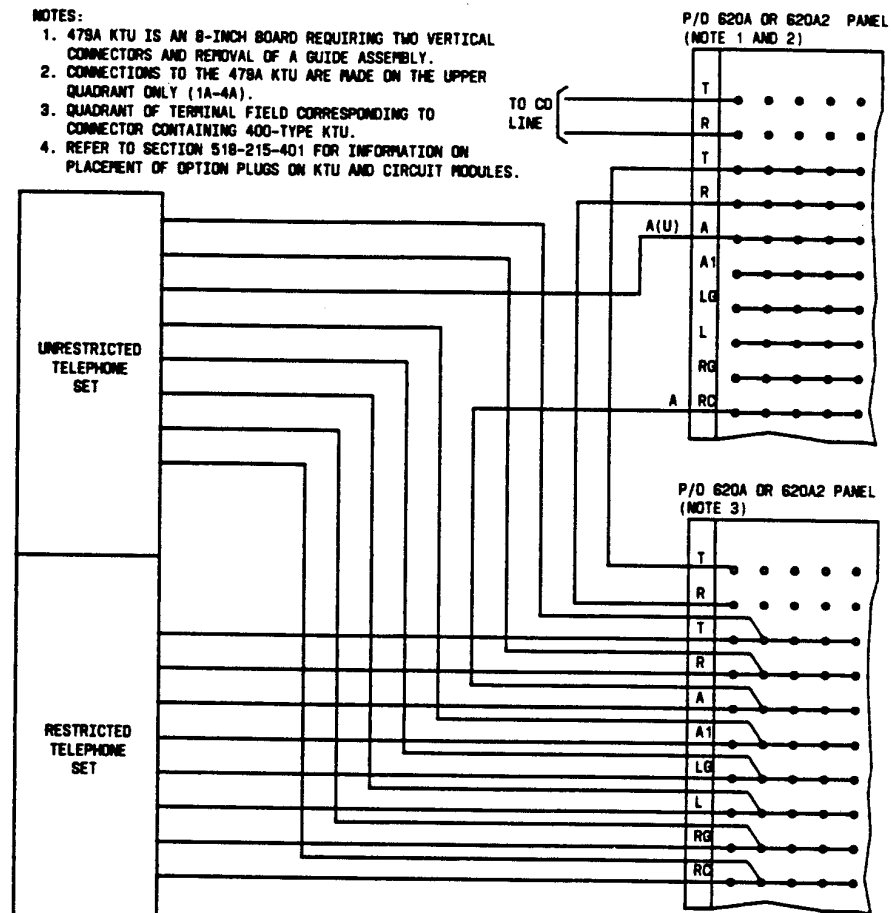 NOTES:
1. 479A KTU IS AN 8-INCH BOARD REQUIRING TWO VERTICAL
CONNECTORS AND REMOVAL OF A GUIDE ASSEMBLY.
2. CONNECTIONS TO THE 479A KTU ARE MADE ON THE UPPER
QUADRANT ONLY (1A-4A).
3. QUADRANT OF TERMINAL FIELD CORRESPONDING TO
CONNECTOR CONTAINING 400-TYPE KTU.
4. REFER TO SECTION 518-215-401 FOR INFORMATION ON
PLACEMENT OF OPTION PLUGS ON KTU AND CIRCUIT MODULES.
P/O 620A OR 620A2 PANEL
(NOTE 1 AND 2)
TO CO
LINE
T
R
T
R
A(U) A
A1
LG
L
RG
A RC
UNRESTRICTED
TELEPHONE
SET
P/O 620A OR 620A2 PANEL
(NOTE 3)
T
R
T
R
A
A1
LG
L
RG
RC
RESTRICTED
TELEPHONE
SET